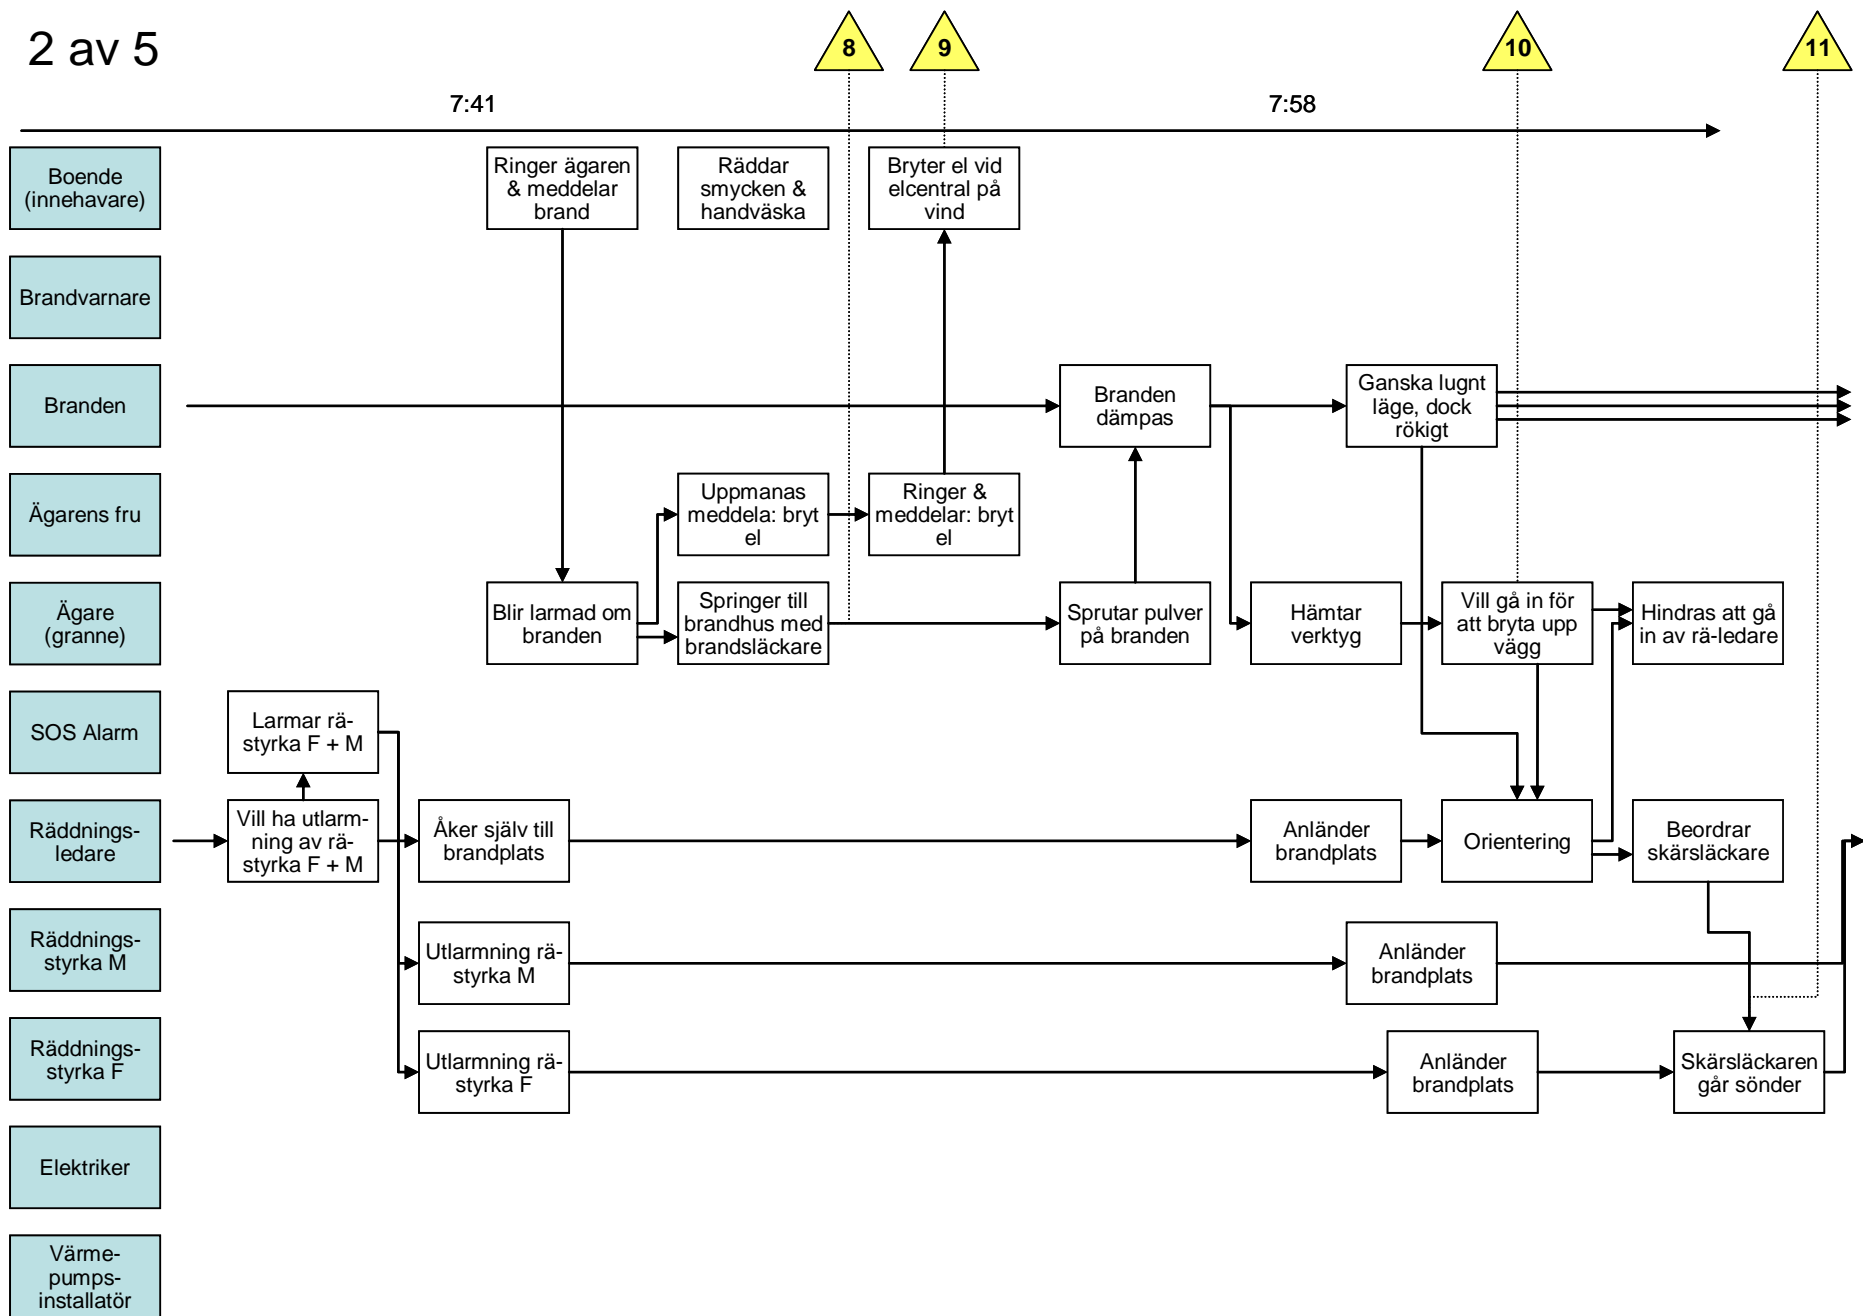 2 av 5
8
9
10
11
7:41
7:58
Boende
(innehavare)
Ringer ägaren
& meddelar
brand
Räddar
smycken &
handväska
Bryter el vid
elcentral på
vind
Brandvarnare
Branden
Branden
dämpas
Ganska lugnt
läge, dock
rökigt
Ägarens fru
Uppmanas
meddela: bryt
el
Ringer &
meddelar: bryt
el
Ägare
(granne)
Blir larmad om
branden
Springer till
brandhus med
brandsläckare
Sprutar pulver
på branden
Hämtar
verktyg
Vill gå in för
att bryta upp
vägg
Hindras att gå
in av rä-ledare
SOS Alarm
Larmar rä-
styrka F + M
Räddnings-
ledare
Vill ha utlarm-
ning av rä-
styrka F + M
Åker själv till
brandplats
Anländer
brandplats
Orientering
Beordrar
skärsläckare
Räddnings-
styrka M
Utlarmning rä-
styrka M
Anländer
brandplats
Räddnings-
styrka F
Utlarmning rä-
styrka F
Anländer
brandplats
Skärsläckaren
går sönder
Elektriker
Värme-
pumps-
installatör